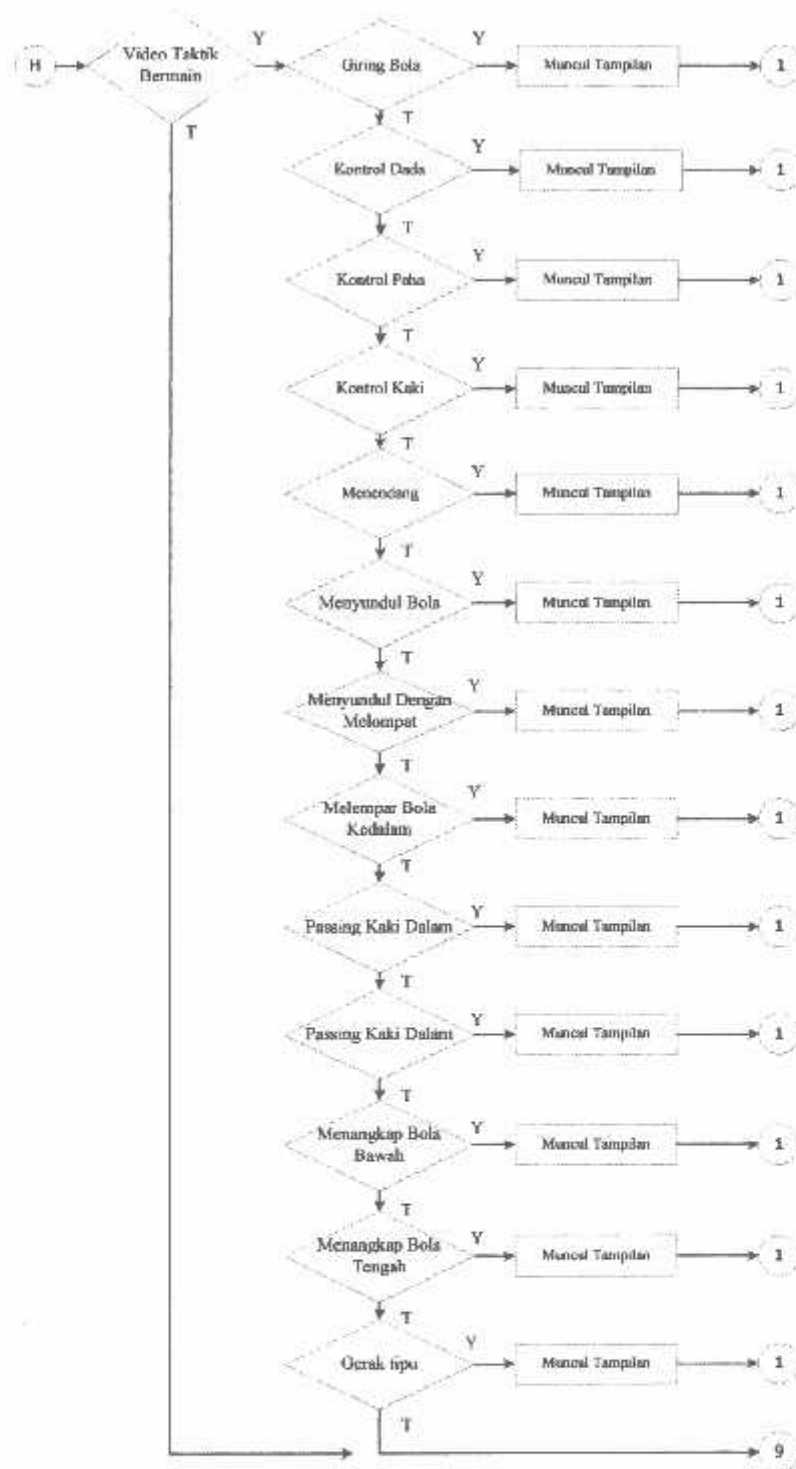 H
Video Taktik
Bermain
Y
Giring Bola
Y
Muncul Tampilan
1
T
T
Kontrol Dada
Y
Muncul Tampilan
1
T
Kontrol Paha
Y
Muncul Tampilan
1
T
Kontrol Kaki
Y
Muncul Tampilan
1
T
Menendang
Y
Muncul Tampilan
1
T
Menyundul Bola
Y
Muncul Tampilan
1
T
Menyundul Dengan
Melompat
Y
Muncul Tampilan
1
T
Melempar Bola
Kedalam
Y
Muncul Tampilan
1
T
Passing Kaki Dalam
Y
Muncul Tampilan
1
T
Passing Kaki Dalam
Y
Muncul Tampilan
1
T
Menangkap Bola
Bawah
Y
Muncul Tampilan
1
T
Menangkap Bola
Tengah
Y
Muncul Tampilan
1
T
Gerak tipu
Y
Muncul Tampilan
1
T
9